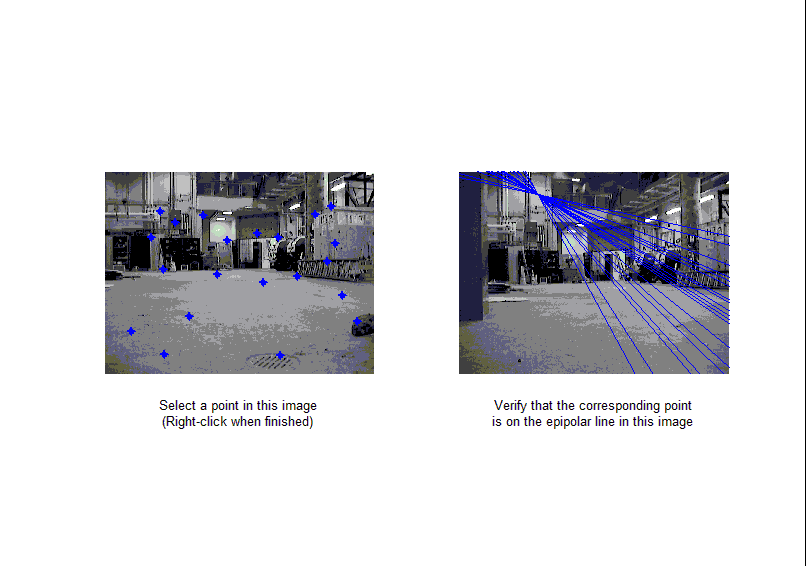 Select a point in this image
(Right-click when finished)
Verify that the corresponding point
is on the epipolar line in this image